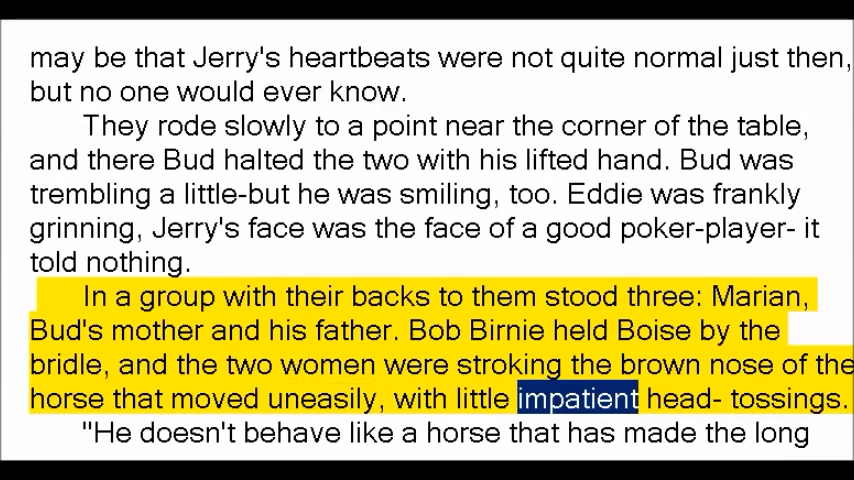 may be that Jerry's heartbeats were not quite normal just then,
but no one would ever know.
They rode slowly to a point near the corner of the table,
and there Bud halted the two with his lifted hand. Bud was
trembling a little-but he was smiling, too. Eddie was frankly
grinning, Jerry's face was the face of a good poker-player- it
told nothing.
In a group with their backs to them stood three: Marian,
Bud's mother and his father. Bob Birnie held Boise by the
bridle, and the two women were stroking the brown nose of the
horse that moved uneasily, with little impatient head- tossings.
"He doesn't behave like a horse that has made the long